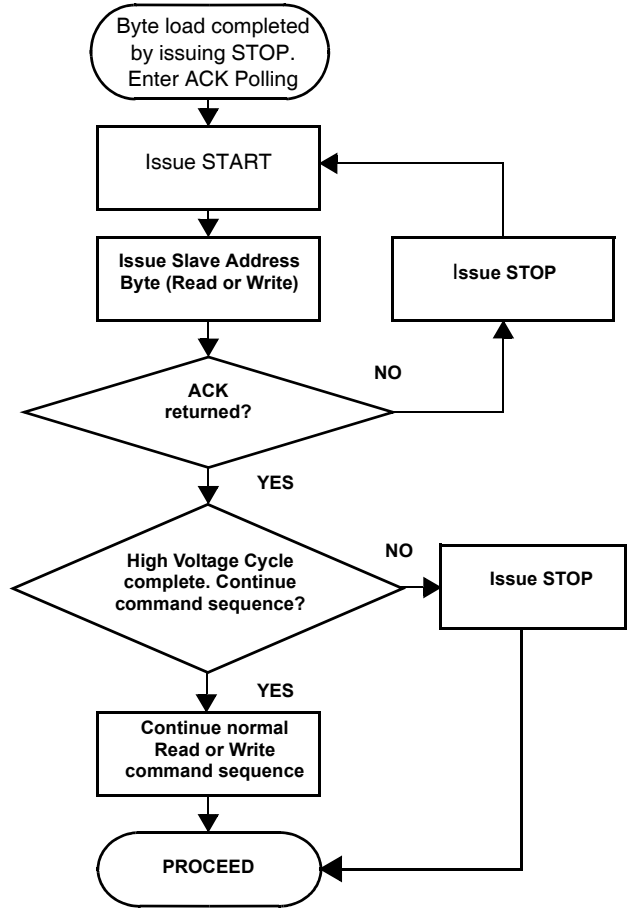 Byte load completed
by issuing STOP.
Enter ACK Polling
Issue START
Issue Slave Address
Byte (Read or Write)
Issue STOP
ACK
returned?
NO
YES
High Voltage Cycle
complete. Continue
command sequence?
NO
Issue STOP
YES
Continue normal
Read or Write
command sequence
PROCEED